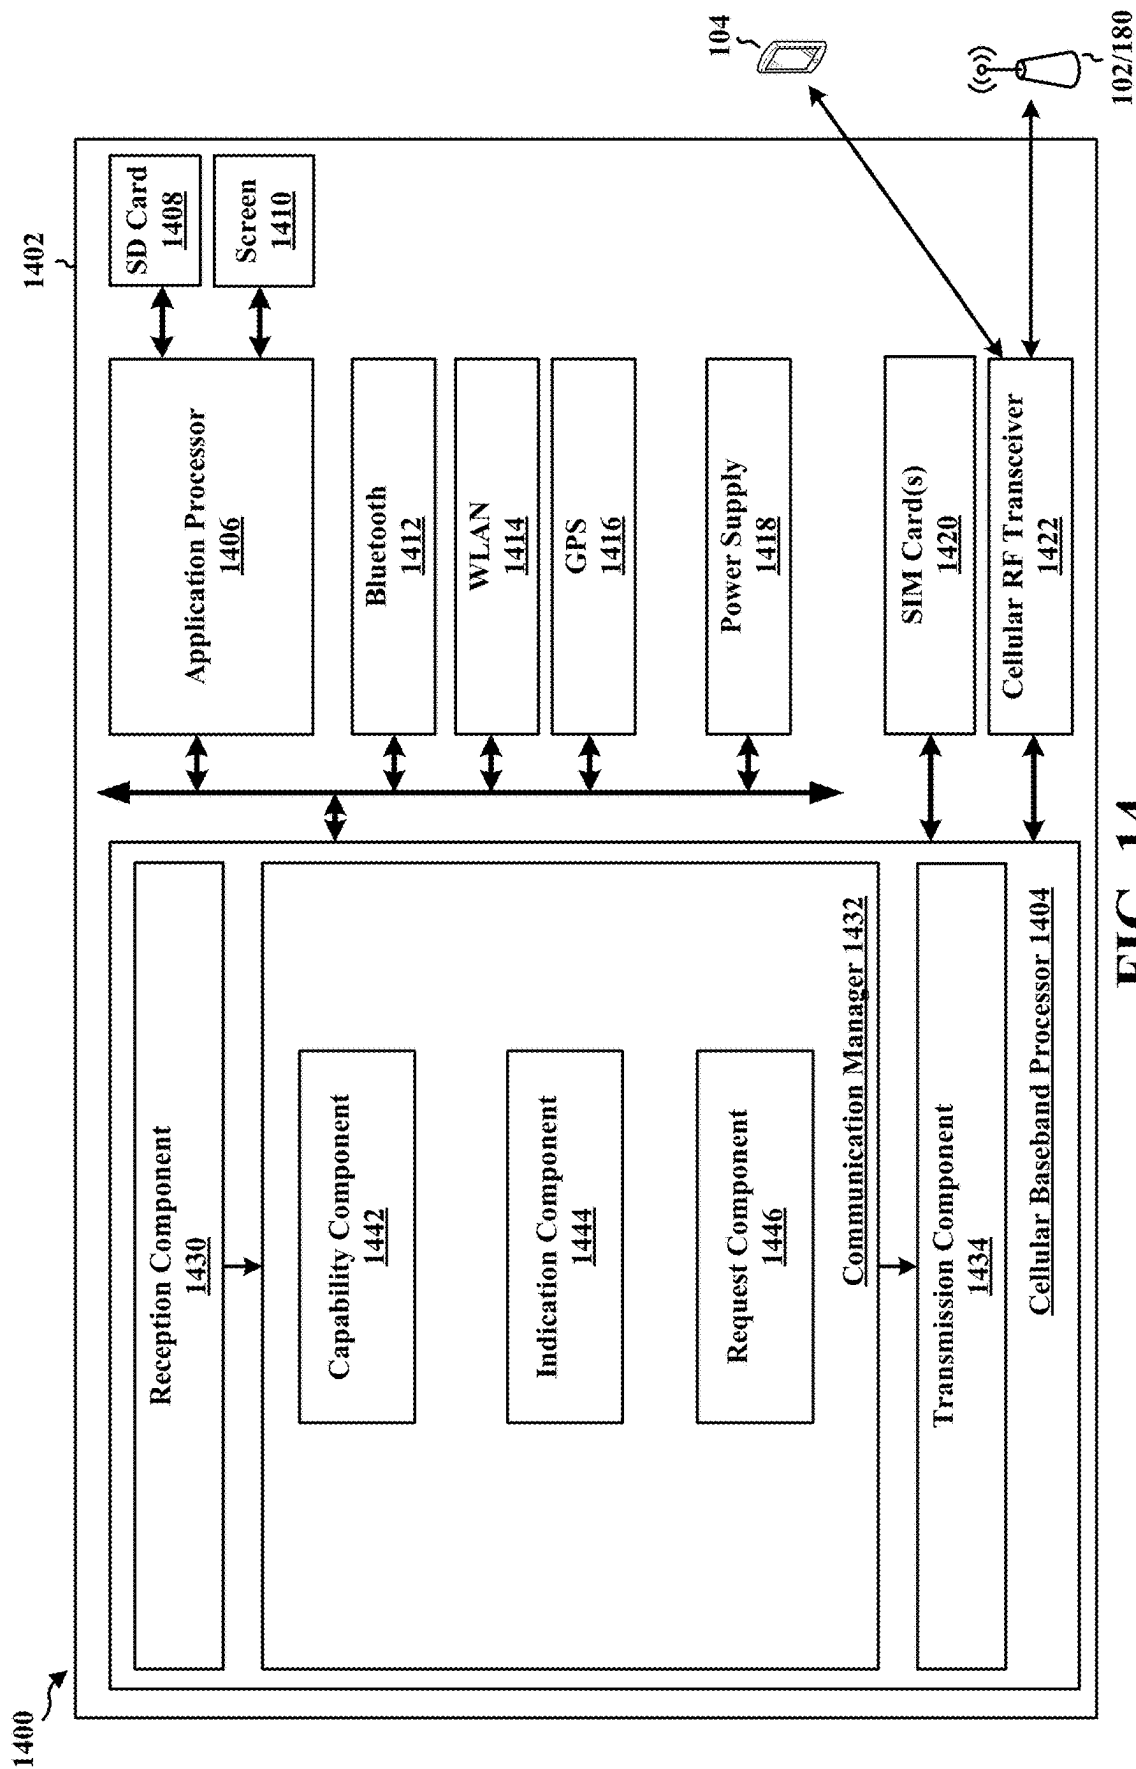 1400
1402
Reception Component
1430
Capability Component
1442
Indication Component
1444
Request Component
1446
Communication Manager 1432
Transmission Component
1434
Cellular Baseband Processor 1404
Application Processor
1406
SD Card
1408
Screen
1410
Bluetooth
1412
WLAN
1414
GPS
1416
Power Supply
1418
SIM Card(s)
1420
Cellular RF Transceiver
1422
104
102/180
FIG. 14